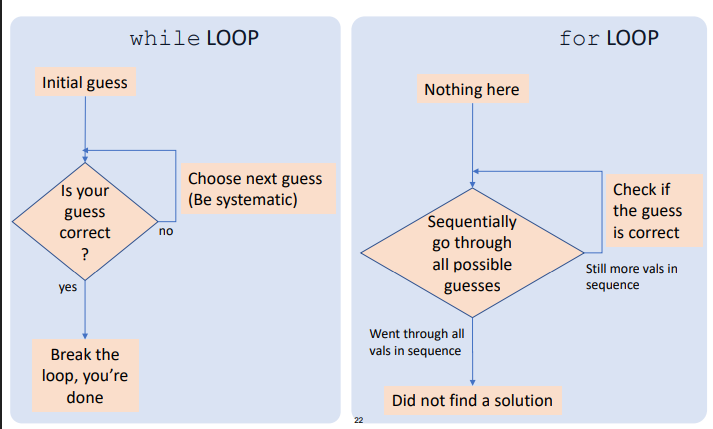 while LOOP
Initial guess
Is your
guess
correct
?
Choose next guess
(Be systematic)
no
yes
Break the
loop, you're
done
for LOOP
Nothing here
Sequentially
go through
all possible
guesses
Check if
the guess
is correct
Still more vals in
sequence
Went through all
vals in sequence
Did not find a solution
22